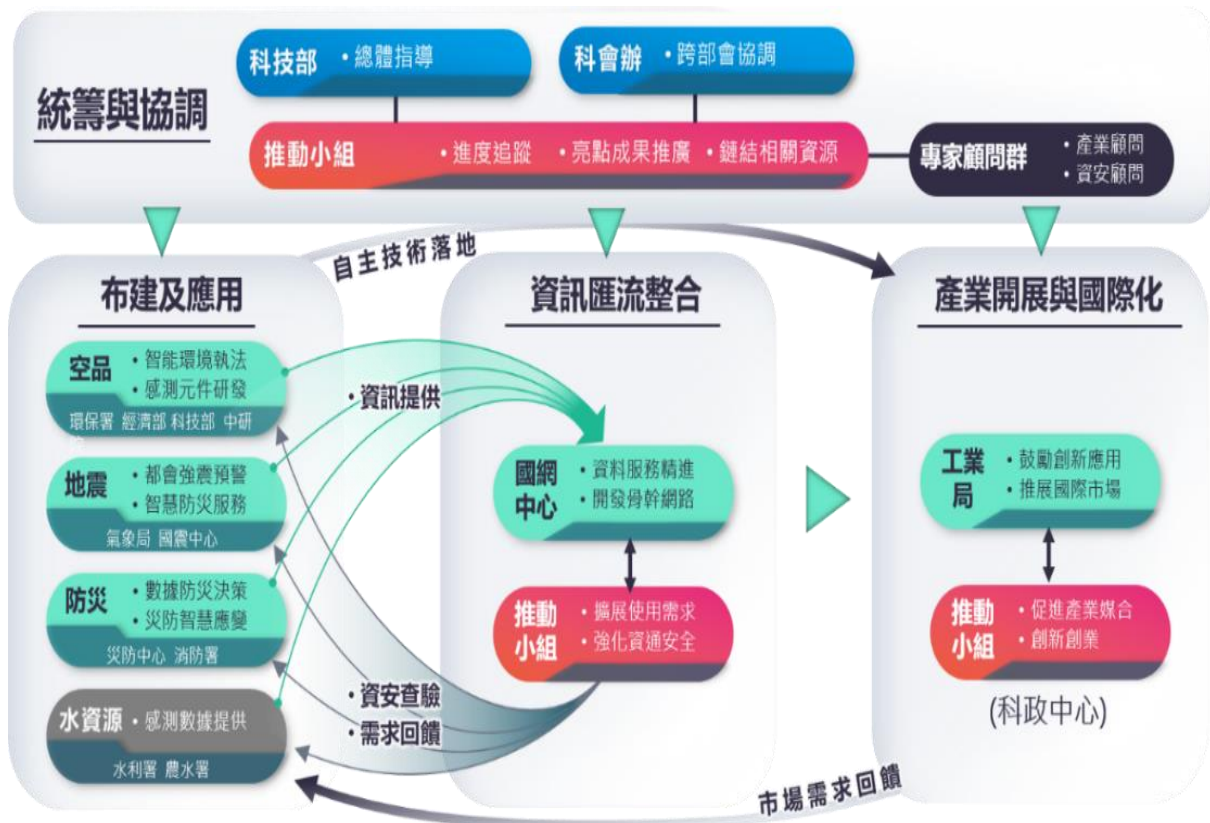 科技部 ・總體指導
科會辦 ・跨部會協調
統籌與協調
推動小組 ・進度追蹤 ・亮點成果推廣 ・鏈結相關資源
專家顧問群
・產業顧問
・資安顧問
自主技術落地
布建及應用
空品
・智能環境執法
・感測元件研發
環保署 經濟部 科技部 中研
地震
・都會強震預警
・智慧防災服務
氣象局 國震中心
防災
・數據防災決策
・災防智慧應變
災防中心 消防署
水資源 ・感測數據提供
水利署 農水署
・資訊提供
・資安查驗
・需求回饋
資訊匯流整合
國網
中心
・資料服務精進
・開發骨幹網路
推動
小組
・擴展使用需求
・強化資通安全
產業開展與國際化
工業
局
・鼓勵創新應用
・推展國際市場
推動
小組
・促進產業媒合
・創新創業
(科政中心)
市場需求回饋